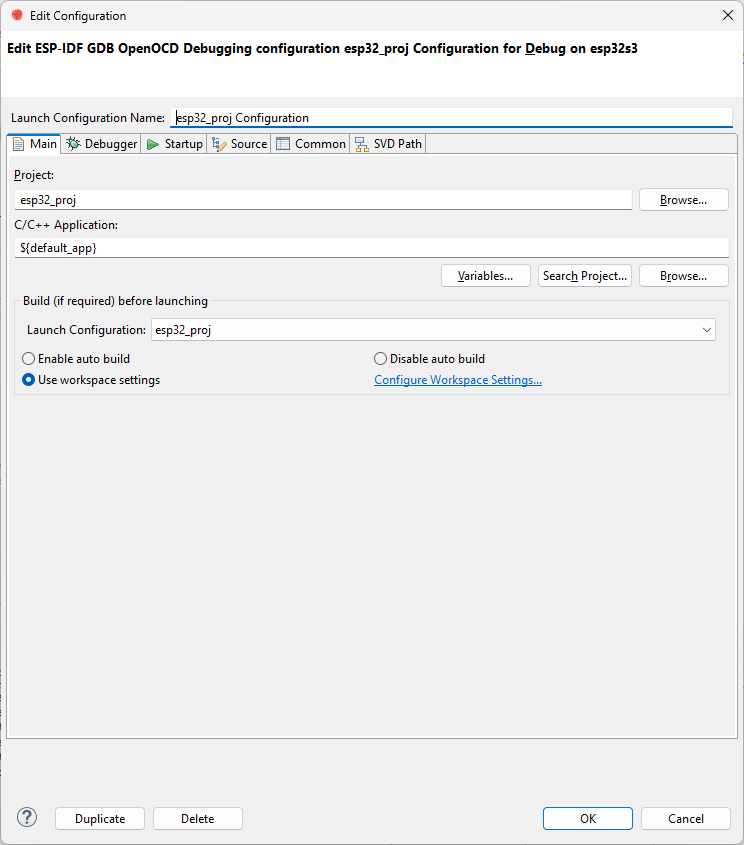 Edit Configuration
Edit ESP-IDF GDB OpenOCD Debugging configuration esp32_proj Configuration for Debug on esp32s3
Launch Configuration Name: esp32_proj Configuration
Main Debugger Startup Source Common SVD Path
Project:
esp32_proj Browse...
C/C++ Application:
${default_app}
Variables... Search Project... Browse...
Build (if required) before launching
Launch Configuration: esp32_proj
Enable auto build Disable auto build
Use workspace settings Configure Workspace Settings...
? Duplicate Delete OK Cancel